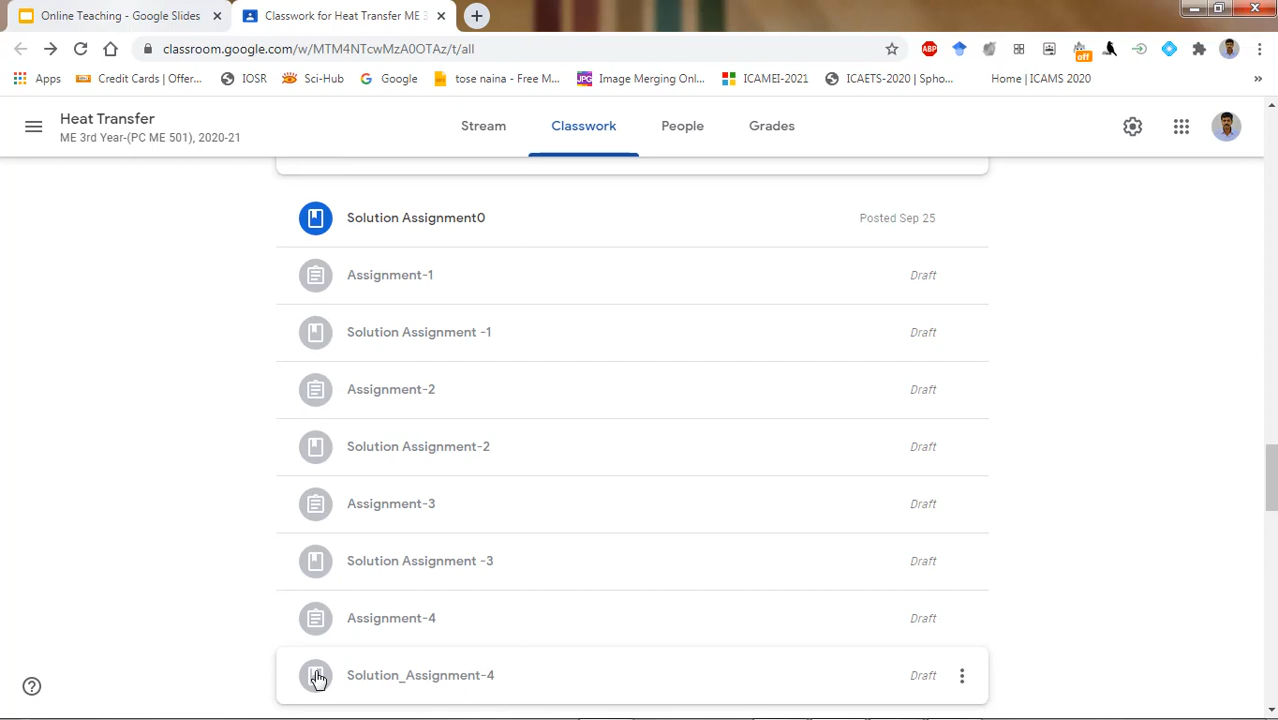 Online Teaching - Google Slides
Classwork for Heat Transfer ME 3
classroom.google.com/w/MTM4NTcwMzA0OTAz/t/all
ABP
off
Apps
Credit Cards | Offer...
IOSR
Sci-Hub
Google
tose naina - Free M...
JPG
Image Merging Onl...
ICAMEI-2021
ICAETS-2020 | Spho...
Home | ICAMS 2020
»
Heat Transfer
ME 3rd Year-(PC ME 501), 2020-21
Stream
Classwork
People
Grades
Solution Assignment0
Posted Sep 25
Assignment-1
Draft
Solution Assignment -1
Draft
Assignment-2
Draft
Solution Assignment-2
Draft
Assignment-3
Draft
Solution Assignment -3
Draft
Assignment-4
Draft
Solution_Assignment-4
Draft